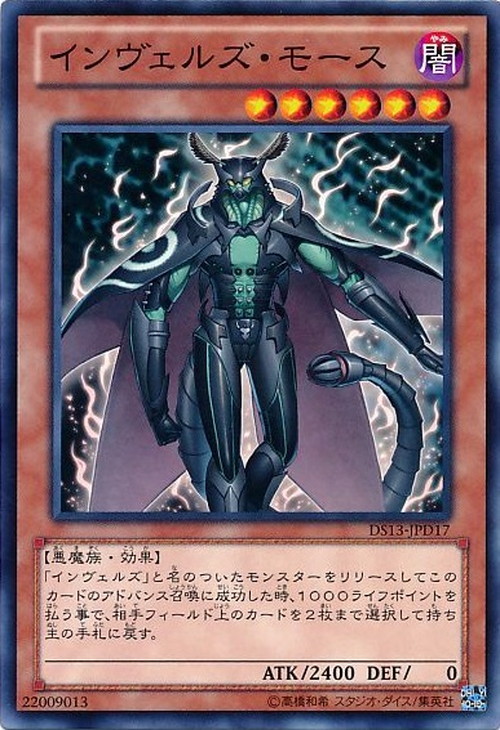 インヴェルズ・モース
闇
やみ
DS13-JPD17
【悪魔族・効果】
「インヴェルズ」と名のついたモンスターをリリースしてこの
カードのアドバンス召喚に成功した時、1000ライフポイントを
払う事で、相手フィールド上のカードを2枚まで選択して持ち
主の手札に戻す。
ATK/2400 DEF/ 0
22009013
©高橋和希 スタジオ・ダイス/集英社